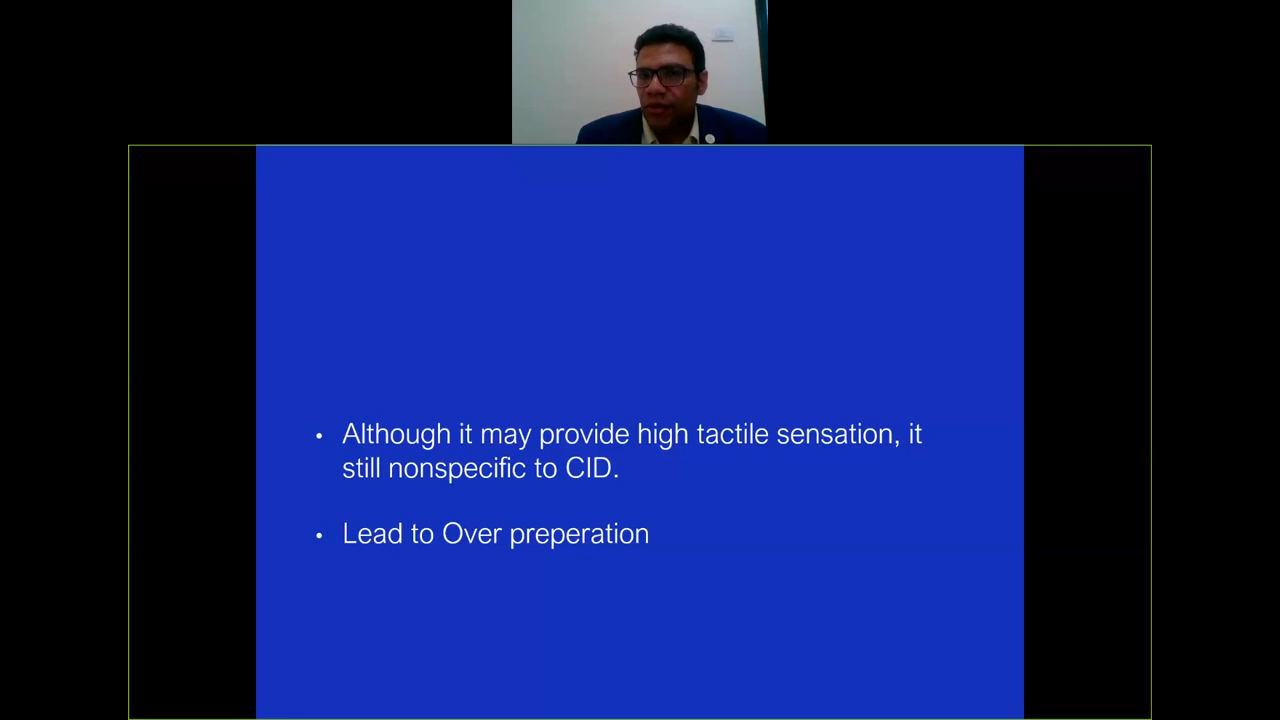 • Although it may provide high tactile sensation, it
still nonspecific to CID.
• Lead to Over preperation